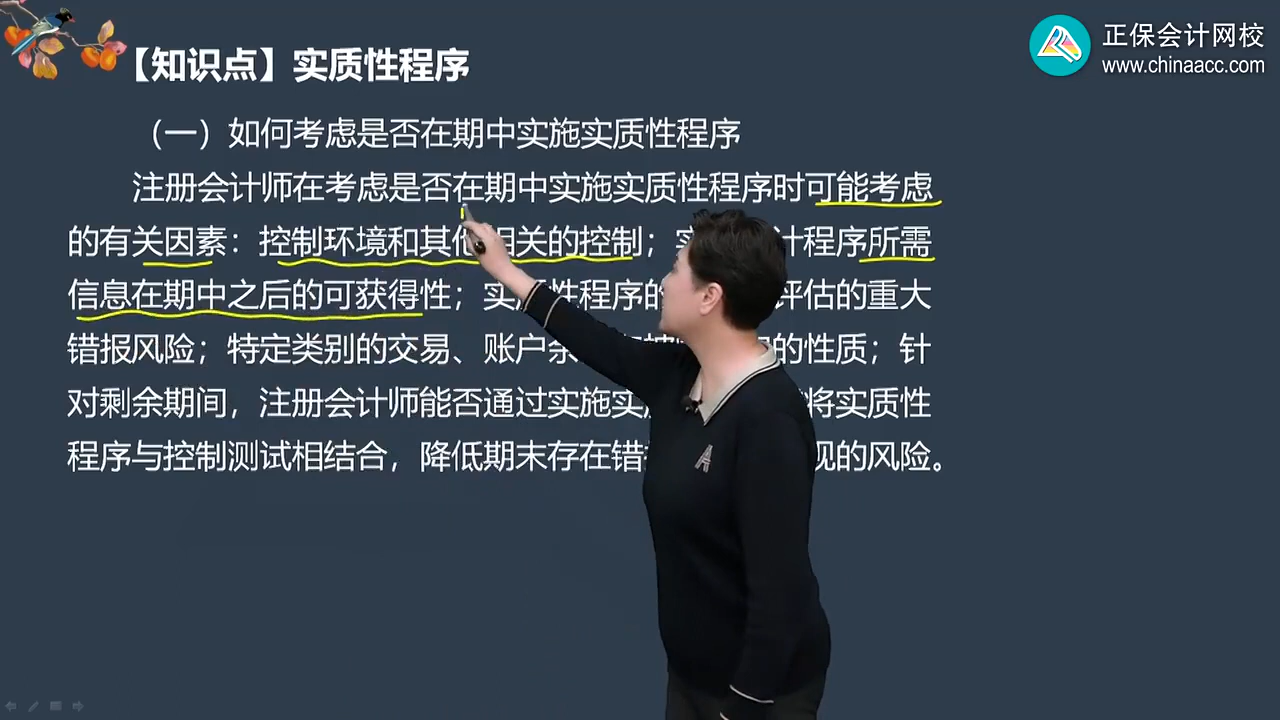 正保会计网校
www.chinaacc.com
【知识点】实质性程序
（一）如何考虑是否在期中实施实质性程序
注册会计师在考虑是否在期中实施实质性程序时可能考虑
的有关因素：控制环境和其他相关的控制；实 计程序所需
信息在期中之后的可获得性；实质性程序的 评估的重大
错报风险；特定类别的交易、账户余 的性质；针
对剩余期间，注册会计师能否通过实施实 将实质性
程序与控制测试相结合，降低期末存在错 现的风险。
A